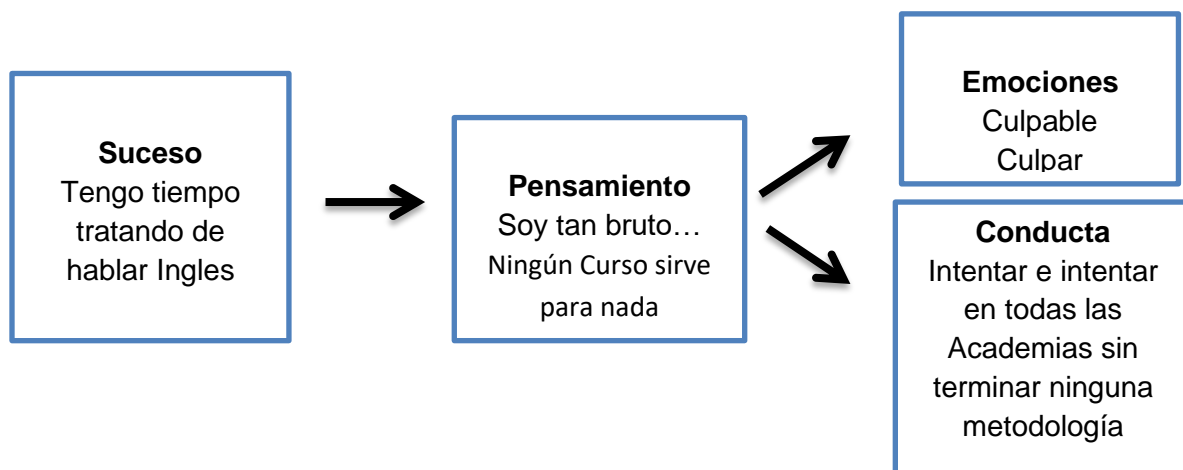 Suceso
Tengo tiempo
tratando de
hablar Ingles
Pensamiento
Soy tan bruto…
Ningún Curso sirve
para nada
Emociones
Culpable
Culpar
Conducta
Intentar e intentar
en todas las
Academias sin
terminar ninguna
metodología